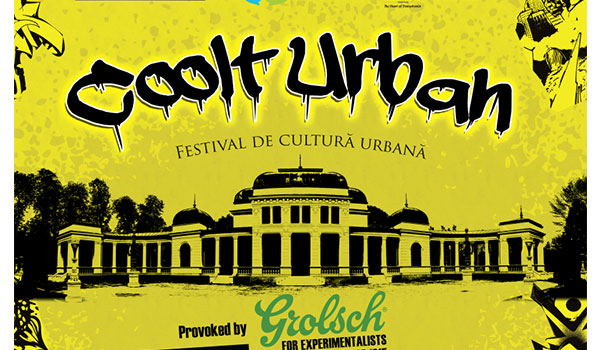 Coolt Urban
FESTIVAL DE CULTURĂ URBANĂ
Provoked by Grolsch
FOR EXPERIMENTALISTS